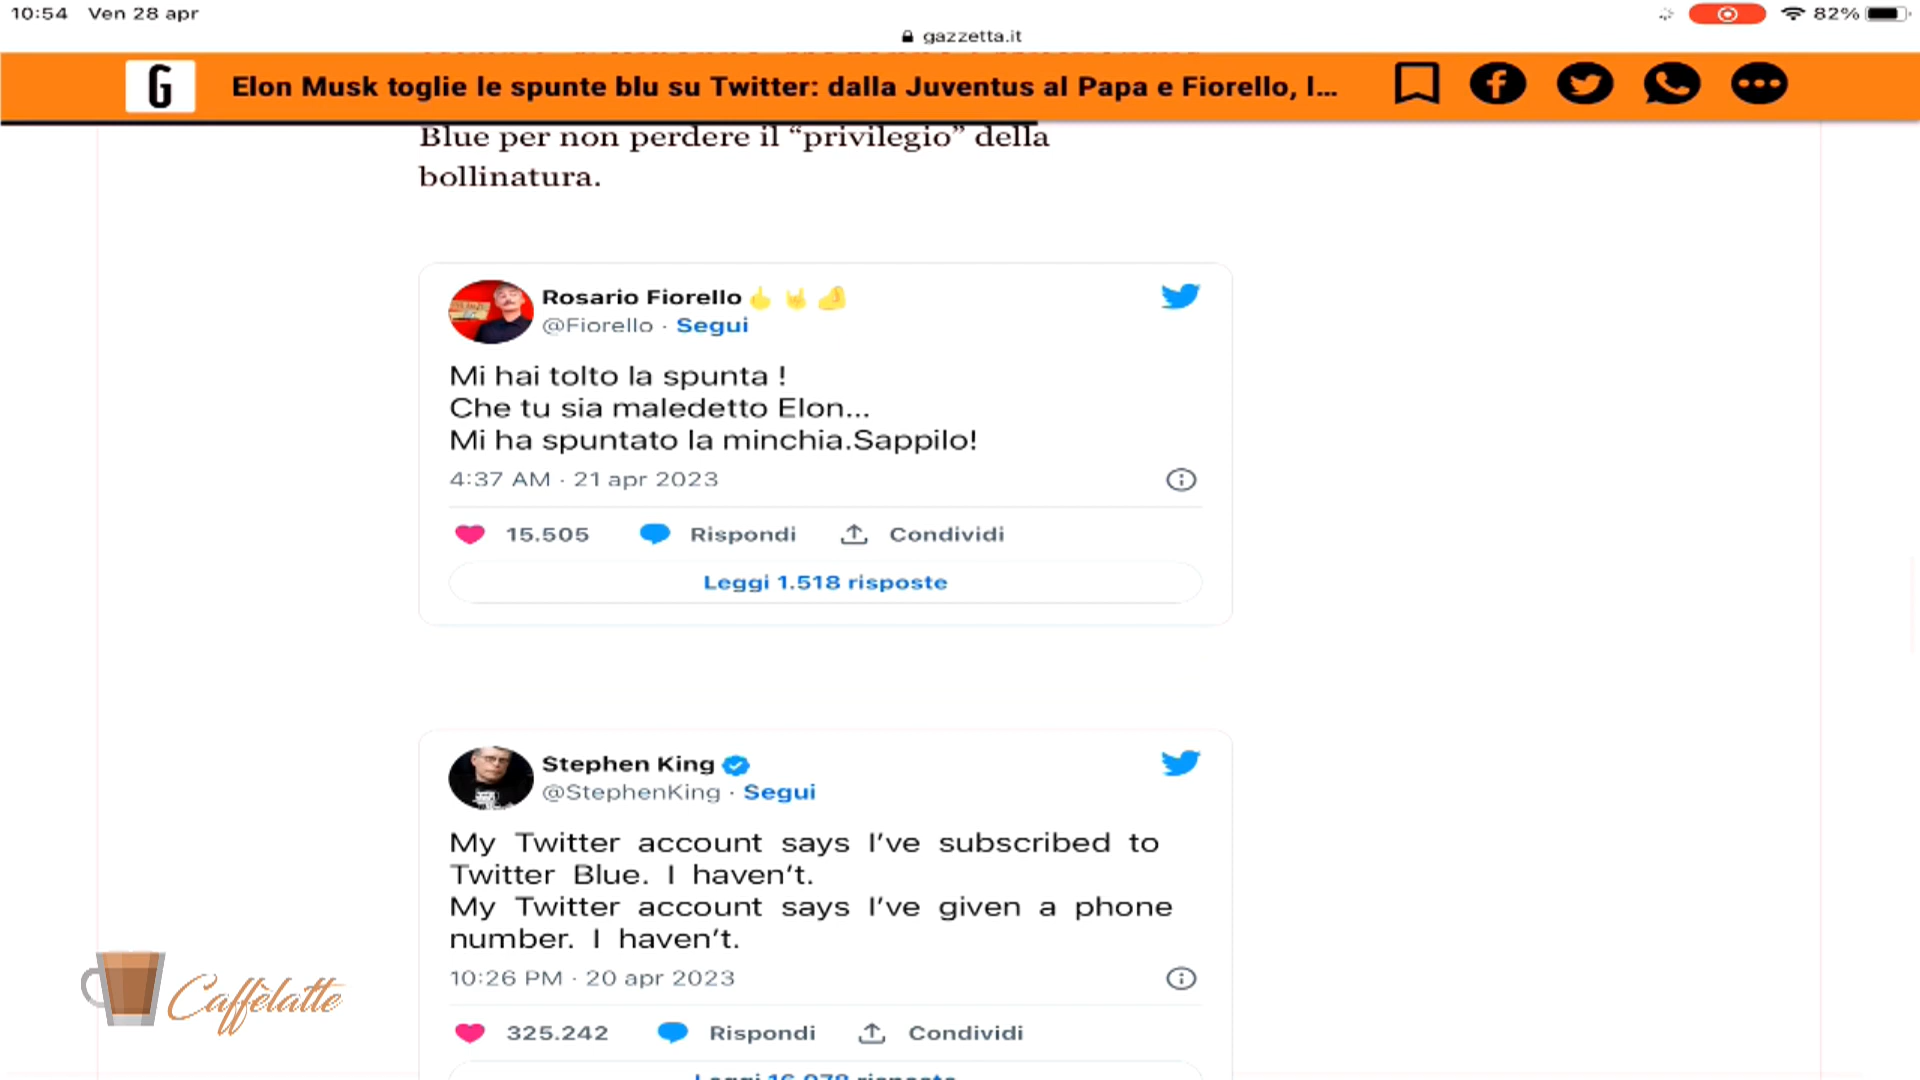 10:54 Ven 28 apr
82%
gazzetta.it
G
Elon Musk toglie le spunte blu su Twitter: dalla Juventus al Papa e Fiorello, l...
Blue per non perdere il “privilegio” della
bollinatura.
Rosario Fiorello
@Fiorello · Segui
Mi hai tolto la spunta !
Che tu sia maledetto Elon...
Mi ha spuntato la minchia.Sappilo!
4:37 AM · 21 apr 2023
15.505 Rispondi Condividi
Leggi 1.518 risposte
Stephen King
@StephenKing · Segui
My Twitter account says I’ve subscribed to
Twitter Blue. I haven’t.
My Twitter account says I’ve given a phone
number. I haven’t.
10:26 PM · 20 apr 2023
325.242 Rispondi Condividi
Leggi 16.078 risposte
Caffèlatte